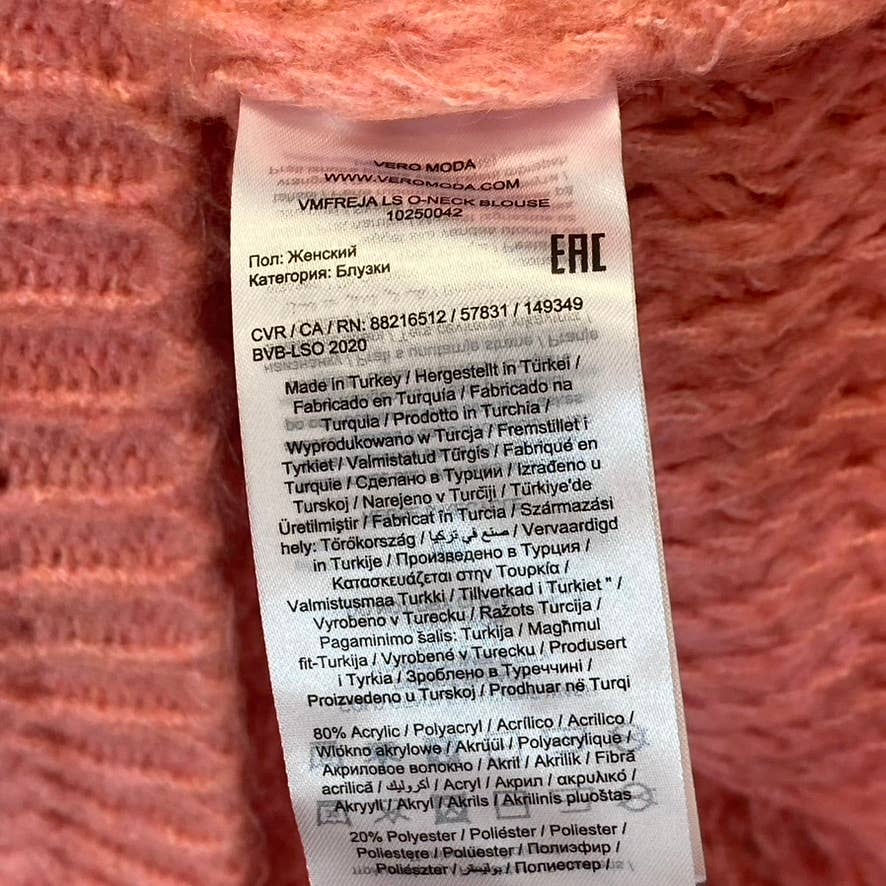 VERO MODA
WWW.VEROMODA.COM
VMFREJA LS O-NECK BLOUSE
10250042
Пол: Женский
Категория: Блузки
EAC
CVR / CA / RN: 88216512 / 57831 / 149349
BVB-LSO 2020
Made in Turkey / Hergestellt in Türkei /
Fabricado en Turquía / Fabricado na
Turquia / Prodotto in Turchia /
Wyprodukowano w Turcja / Fremstillet i
Tyrkiet / Valmistatud Türgis / Fabriqué en
Turquie / Сделано в Турции / Izrađeno u
Turskoj / Narejeno v Turčiji / Türkiye'de
Üretilmiştir / Fabricat în Turcia / Származási
hely: Törökország / صنع في تركيا / Vervaardigd
in Turkije / Произведено в Турция /
Κατασκευάζεται στην Τουρκία /
Valmistusmaa Turkki / Tillverkad i Turkiet " /
Vyrobeno v Turecku / Ražots Turcija /
Pagaminimo šalis: Turkija / Magħmul
fit-Turkija / Vyrobené v Turecku / Produsert
i Tyrkia / Зроблено в Туреччині /
Proizvedeno u Turskoj / Prodhuar në Turqi
80% Acrylic / Polyacryl / Acrílico / Acrilico /
Włókno akrylowe / Akrüül / Polyacrylique /
Акриловое волокно / Akril / Akrilik / Fibră
acrilică / أكروليك / Acryl / Акрил / ακρυλικό /
Akryyli / Akryl / Akrils / Akrilinis pluoštas
20% Polyester / Poliéster / Poliester /
Poliestere / Polüester / Полиэфир /
Poliészter / بوليستر / Полиестер /